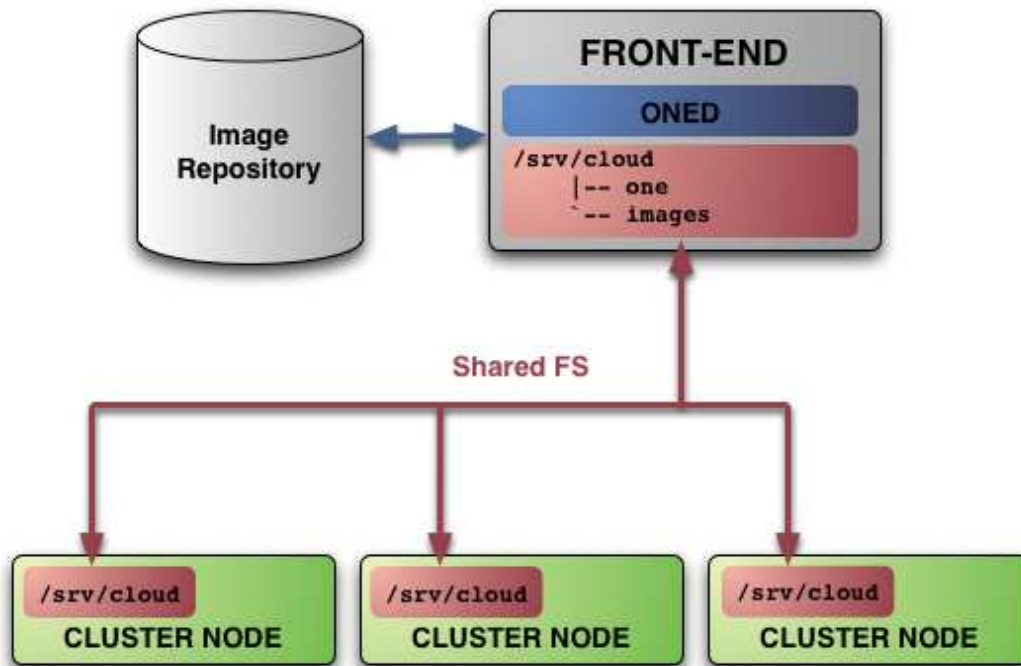 FRONT-END
ONED
Image
Repository
/srv/cloud
|-- one
`-- images
Shared FS
/srv/cloud
CLUSTER NODE
/srv/cloud
CLUSTER NODE
/srv/cloud
CLUSTER NODE